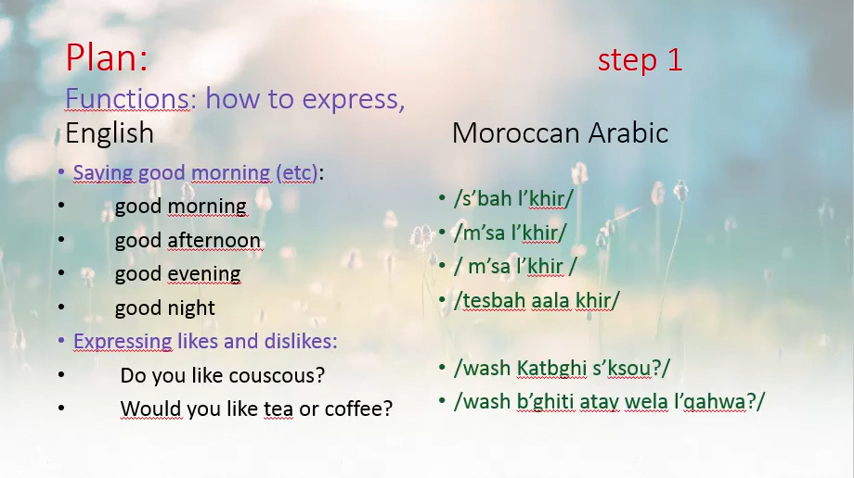 Plan: step 1
Functions: how to express,
English Moroccan Arabic
• Saying good morning (etc):
• good morning
• good afternoon
• good evening
• good night
• Expressing likes and dislikes:
• Do you like couscous?
• Would you like tea or coffee?
• /s’bah l’khir/
• /m’sa l’khir/
• / m’sa l’khir /
• /tesbah aala khir/
• /wash Katbghi s’ksou?/
• /wash b’ghiti atay wela l’qahwa?/